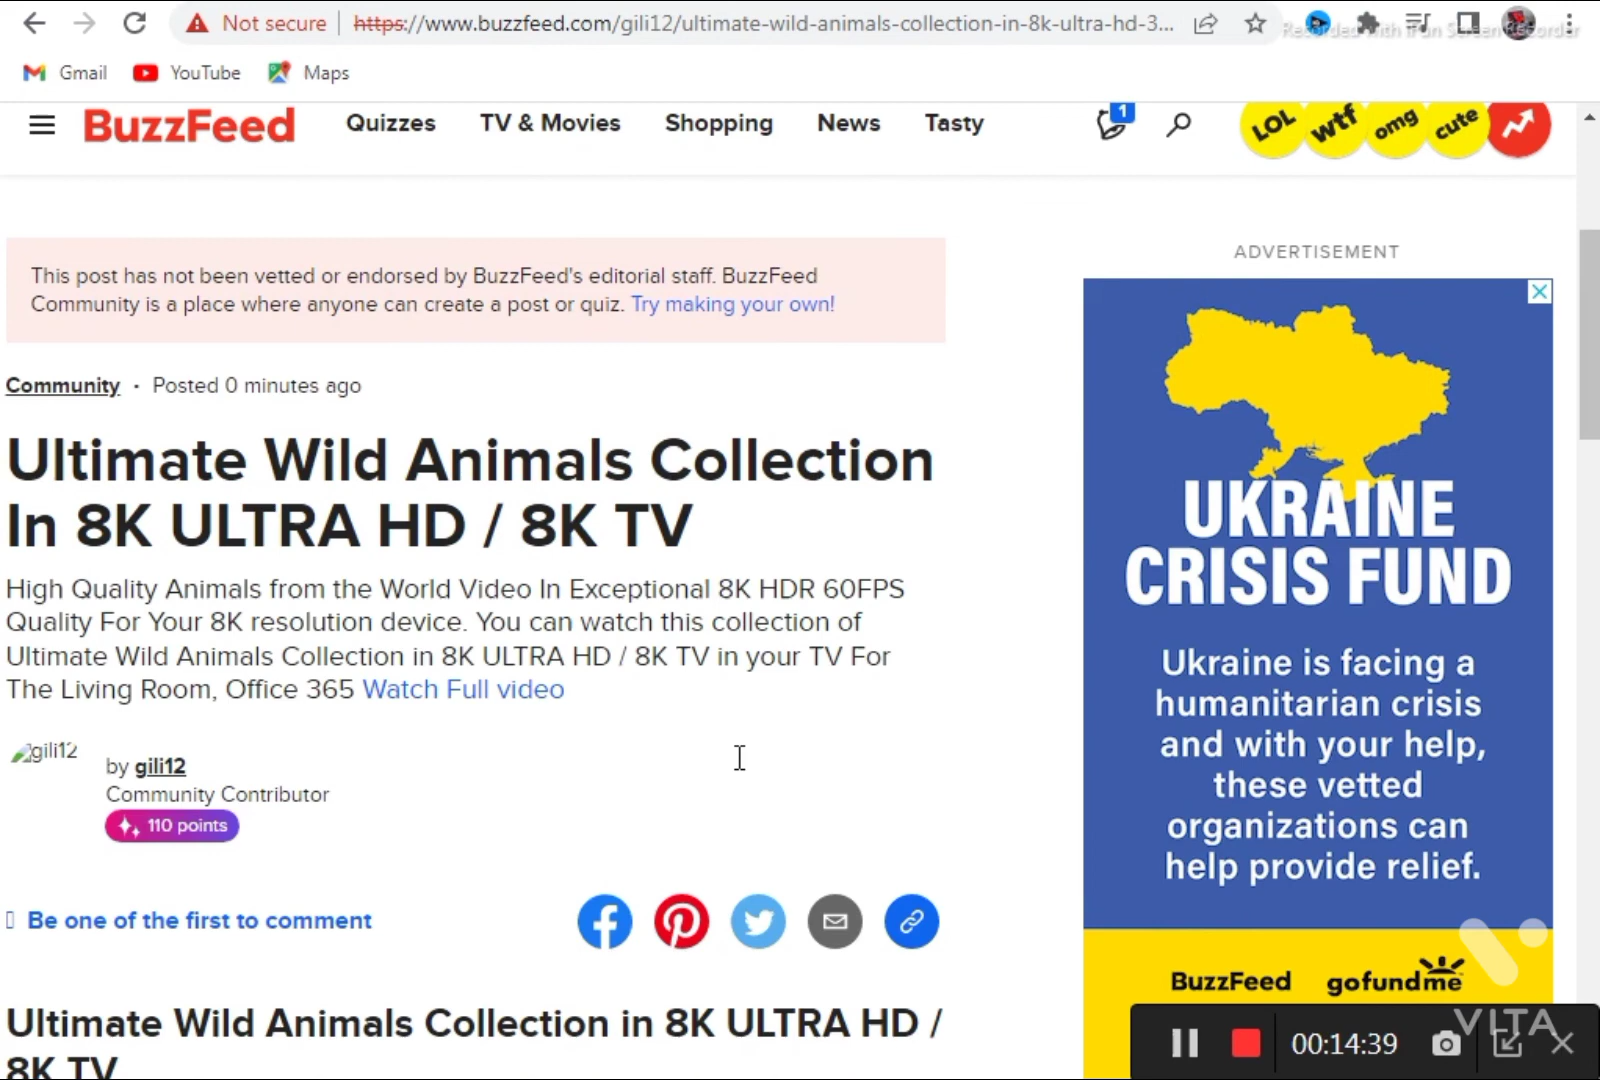 Not secure | https://www.buzzfeed.com/gili12/ultimate-wild-animals-collection-in-8k-ultra-hd-3...
Recorded with iFun Screen Recorder
Gmail YouTube Maps
BuzzFeed Quizzes TV & Movies Shopping News Tasty 1 LOL wtf omg cute
ADVERTISEMENT
This post has not been vetted or endorsed by BuzzFeed's editorial staff. BuzzFeed
Community is a place where anyone can create a post or quiz. Try making your own!
Community · Posted 0 minutes ago
Ultimate Wild Animals Collection
In 8K ULTRA HD / 8K TV
High Quality Animals from the World Video In Exceptional 8K HDR 60FPS
Quality For Your 8K resolution device. You can watch this collection of
Ultimate Wild Animals Collection in 8K ULTRA HD / 8K TV in your TV For
The Living Room, Office 365 Watch Full video
gili12
by gili12
Community Contributor
110 points
Be one of the first to comment
Ultimate Wild Animals Collection in 8K ULTRA HD /
8K TV
UKRAINE
CRISIS FUND
Ukraine is facing a
humanitarian crisis
and with your help,
these vetted
organizations can
help provide relief.
BuzzFeed gofundme
VITA
00:14:39